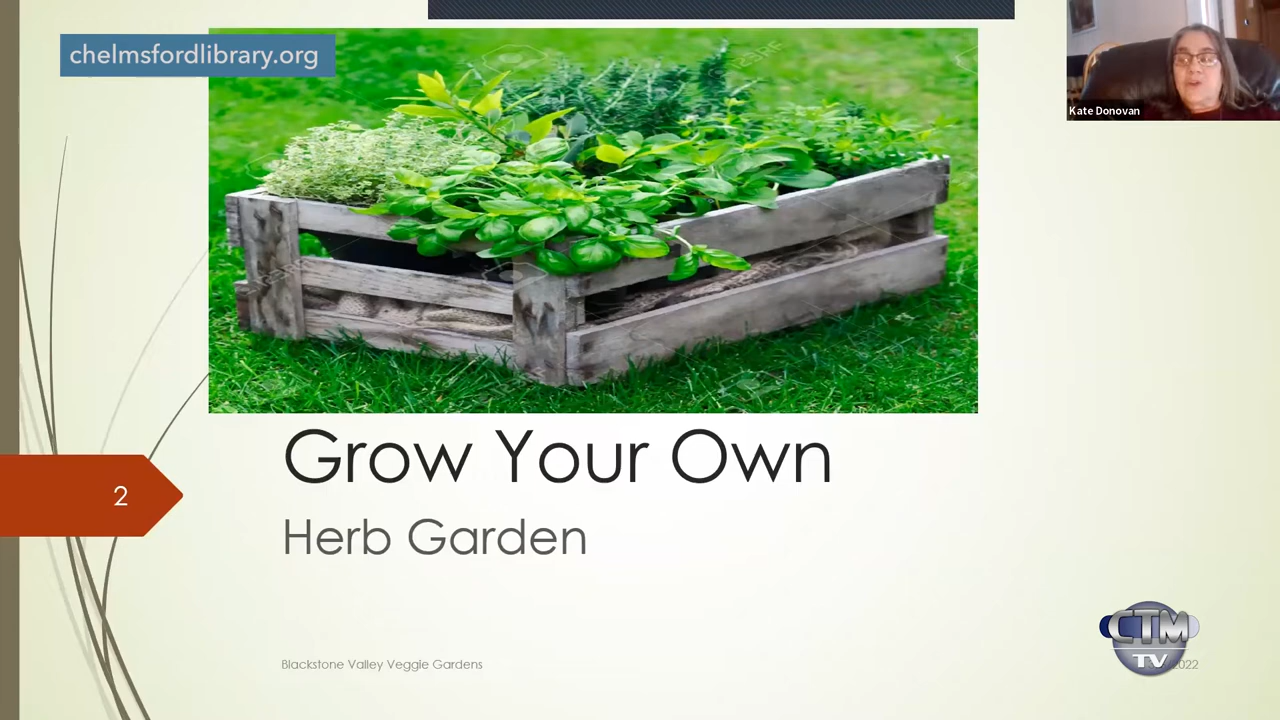 chelmsfordlibrary.org
Kate Donovan
Grow Your Own
2
Herb Garden
Blackstone Valley Veggie Gardens
CTM
TV
2022